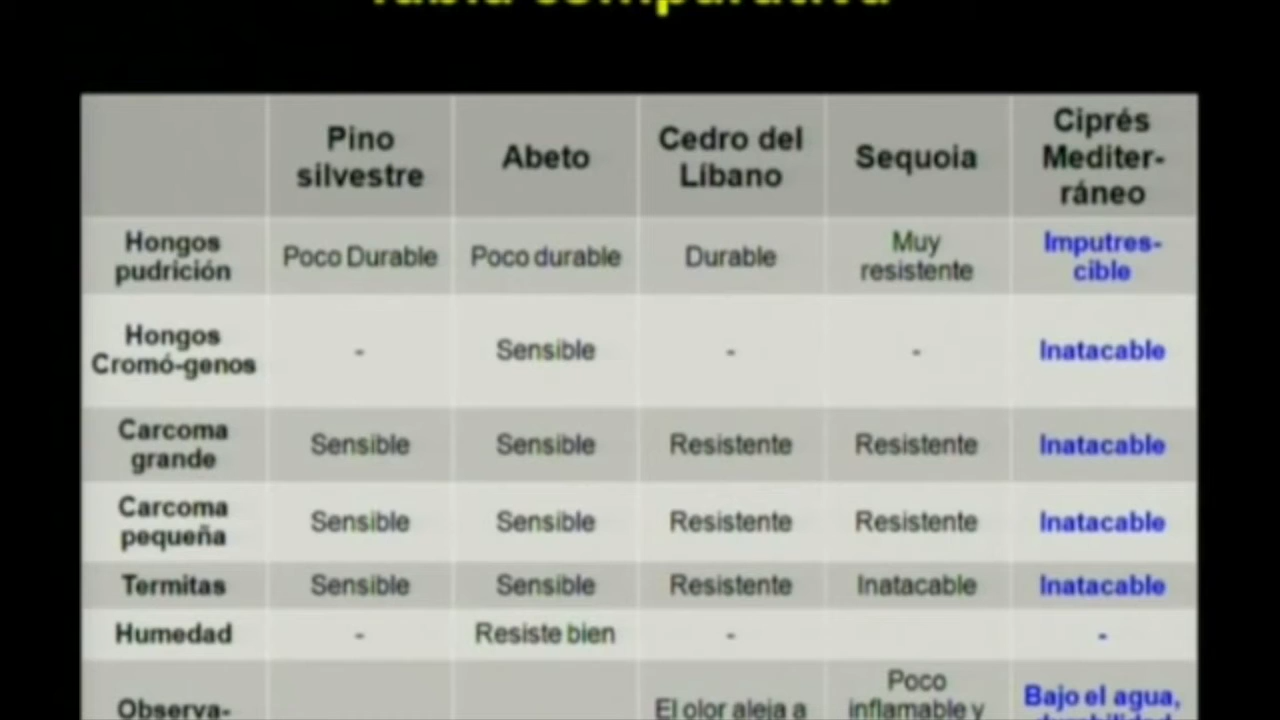 Tabla comparativa
Pino silvestre Abeto Cedro del Líbano Sequoia Ciprés Mediter-ráneo
Hongos pudrición Poco Durable Poco durable Durable Muy resistente Imputres-cible
Hongos Cromó-genos - Sensible - - Inatacable
Carcoma grande Sensible Sensible Resistente Resistente Inatacable
Carcoma pequeña Sensible Sensible Resistente Resistente Inatacable
Termitas Sensible Sensible Resistente Inatacable Inatacable
Humedad - Resiste bien - -
Observa- El olor aleja a Poco inflamable y Bajo el agua,